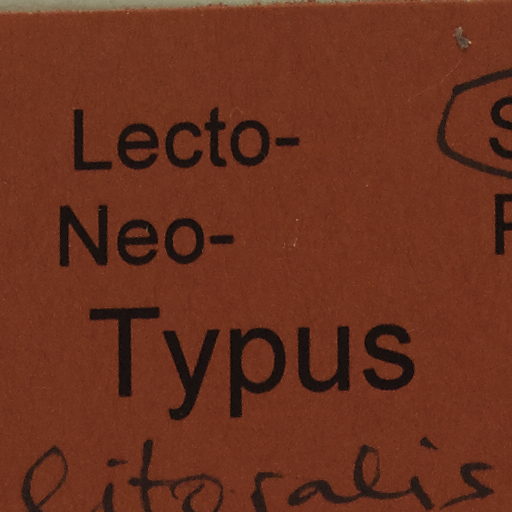 Lecto-
Neo-
Typus
litoralis